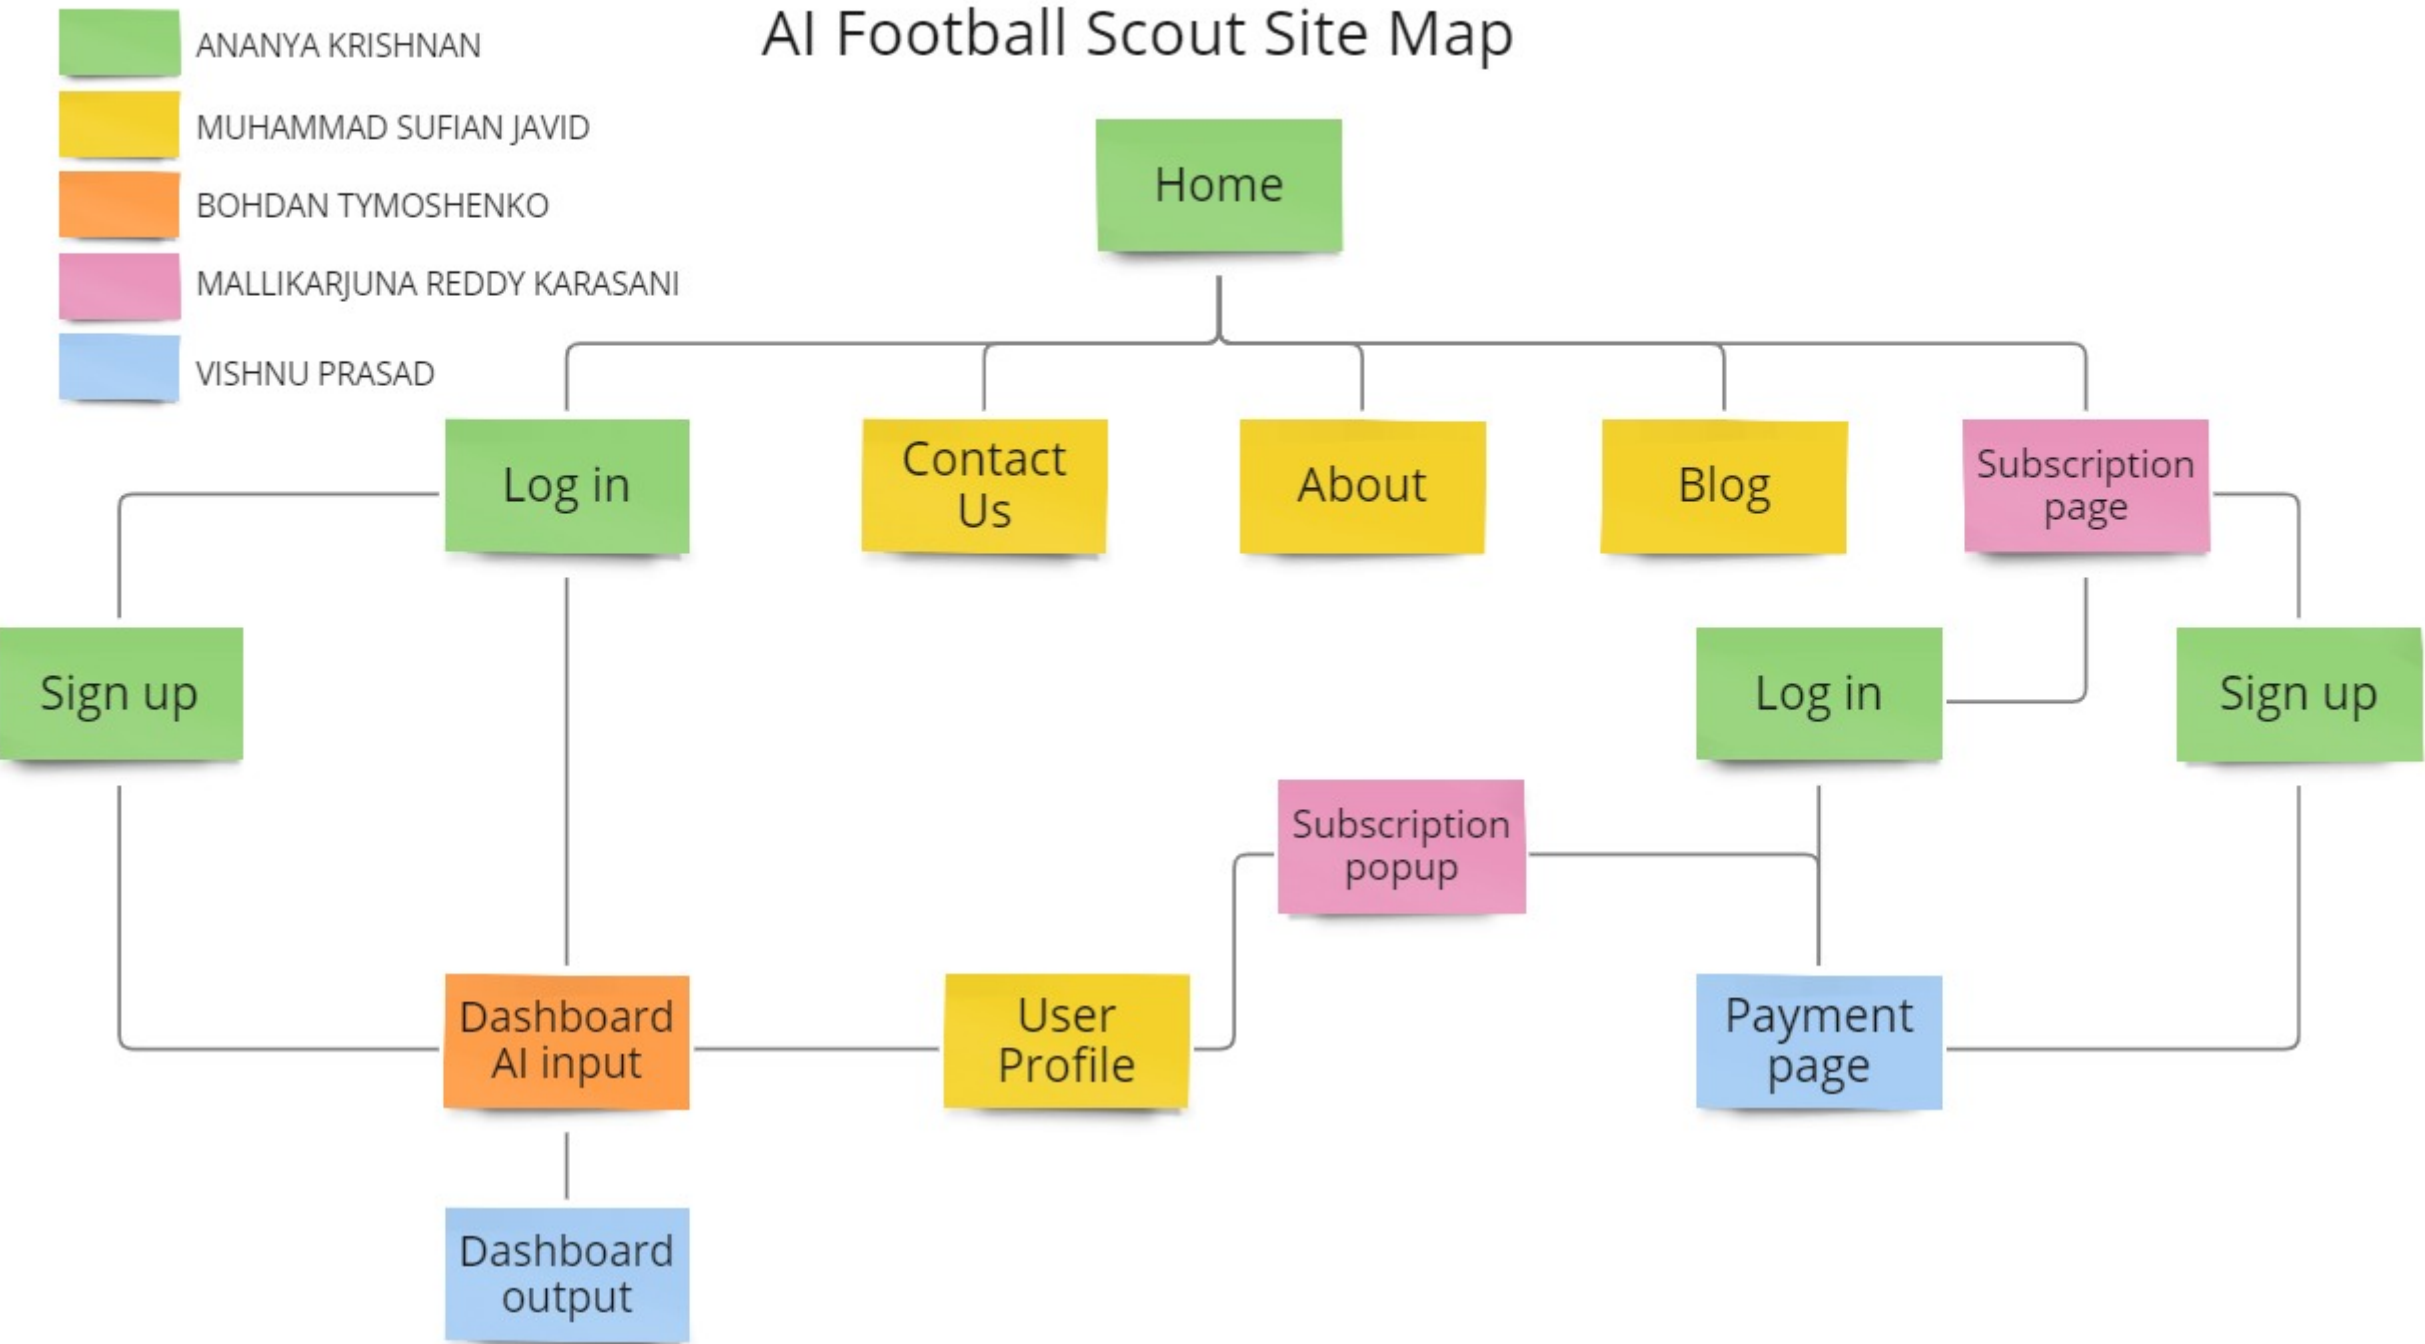 AI Football Scout Site Map
ANANYA KRISHNAN
MUHAMMAD SUFIAN JAVID
BOHDAN TYMOSHENKO
MALLIKARJUNA REDDY KARASANI
VISHNU PRASAD
Home
Log in
Contact
Us
About
Blog
Subscription
page
Sign up
Log in
Sign up
Subscription
popup
Dashboard
AI input
User
Profile
Payment
page
Dashboard
output